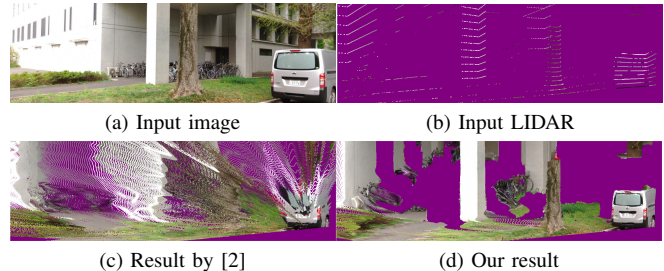 (a) Input image
(b) Input LIDAR
(c) Result by [2]
(d) Our result